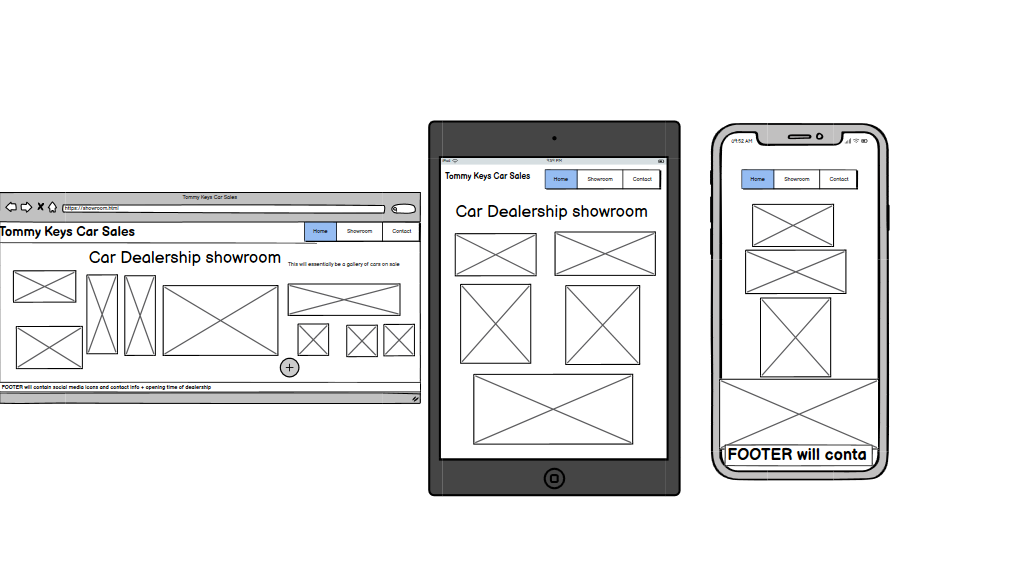 Tommy Keys Car Sales
https://showroom.html
Tommy Keys Car Sales
Home Showroom Contact
Car Dealership showroom
This will essentially be a gallery of cars on sale
FOOTER will contain social media icons and contact info + opening time of dealership
iPad
Tommy Keys Car Sales
Home Showroom Contact
Car Dealership showroom
09:52 AM
Home Showroom Contact
FOOTER will conta